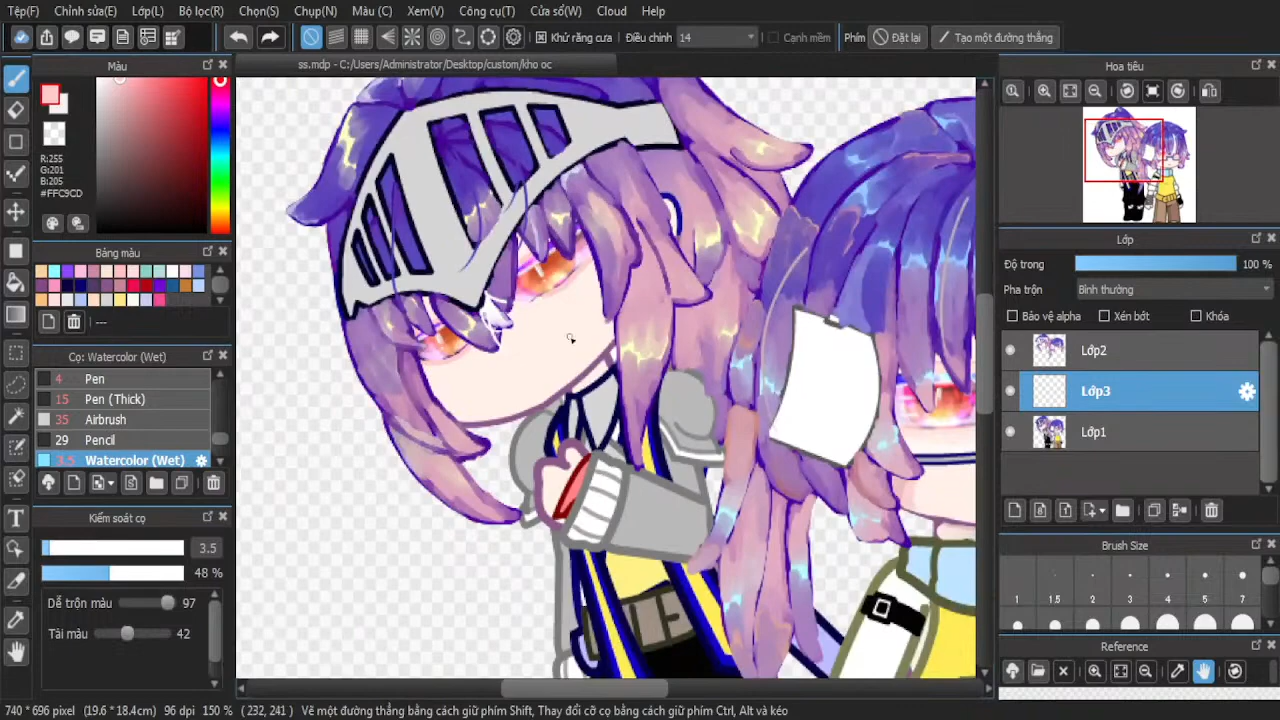 Tệp(F) Chỉnh sửa(E) Lớp(L) Bộ lọc(R) Chọn(S) Chụp(N) Màu (C) Xem(V) Công cụ(T) Cửa sổ(W) Cloud Help
Khử răng cưa Điều chỉnh 14 Cạnh mềm Phím Đặt lại Tạo một đường thẳng
ss.mdp - C:/Users/Administrator/Desktop/custom/kho oc
Màu
R:255
G:201
B:205
#FFC9CD
Bảng màu
---
Cọ: Watercolor (Wet)
4 Pen
15 Pen (Thick)
35 Airbrush
29 Pencil
3.5 Watercolor (Wet)
Kiểm soát cọ
3.5
48 %
Dễ trộn màu 97
Tải màu 42
Hoa tiêu
Lớp
Độ trong 100 %
Pha trộn Bình thường
Bảo vệ alpha Xén bớt Khóa
Lớp2
Lớp3
Lớp1
Brush Size
1 1.5 2 3 4 5 7
Reference
740 * 696 pixel (19.6 * 18.4cm) 96 dpi 150 % ( 232, 241 ) Vẽ một đường thẳng bằng cách giữ phím Shift, Thay đổi cỡ cọ bằng cách giữ phím Ctrl, Alt và kéo